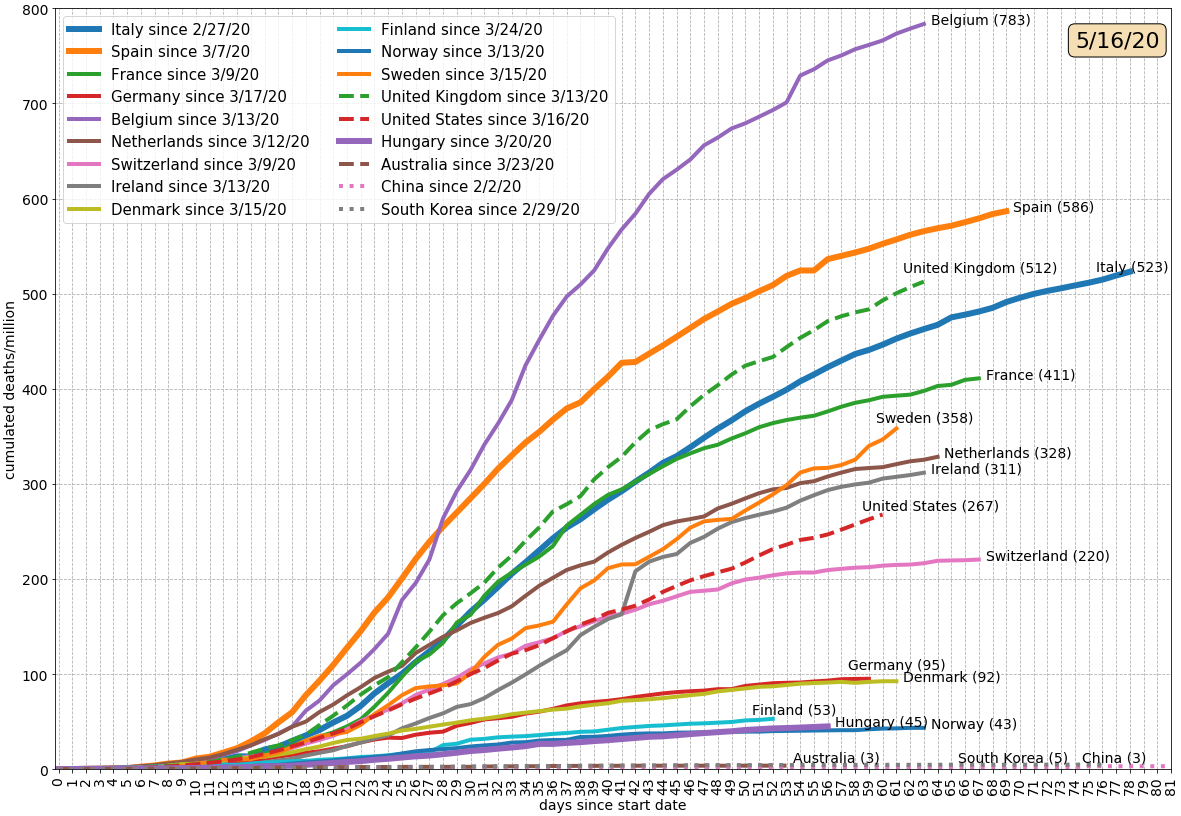 800
700
600
500
400
300
200
100
0
cumulated deaths/million
Italy since 2/27/20
Spain since 3/7/20
France since 3/9/20
Germany since 3/17/20
Belgium since 3/13/20
Netherlands since 3/12/20
Switzerland since 3/9/20
Ireland since 3/13/20
Denmark since 3/15/20
Finland since 3/24/20
Norway since 3/13/20
Sweden since 3/15/20
United Kingdom since 3/13/20
United States since 3/16/20
Hungary since 3/20/20
Australia since 3/23/20
China since 2/2/20
South Korea since 2/29/20
5/16/20
Belgium (783)
Spain (586)
United Kingdom (512)
Italy (523)
France (411)
Sweden (358)
Netherlands (328)
Ireland (311)
United States (267)
Switzerland (220)
Germany (95)
Denmark (92)
Finland (53)
Hungary (45)
Norway (43)
Australia (3)
South Korea (5)
China (3)
0 1 2 3 4 5 6 7 8 9 10 11 12 13 14 15 16 17 18 19 20 21 22 23 24 25 26 27 28 29 30 31 32 33 34 35 36 37 38 39 40 41 42 43 44 45 46 47 48 49 50 51 52 53 54 55 56 57 58 59 60 61 62 63 64 65 66 67 68 69 70 71 72 73 74 75 76 77 78 79 80 81
days since start date